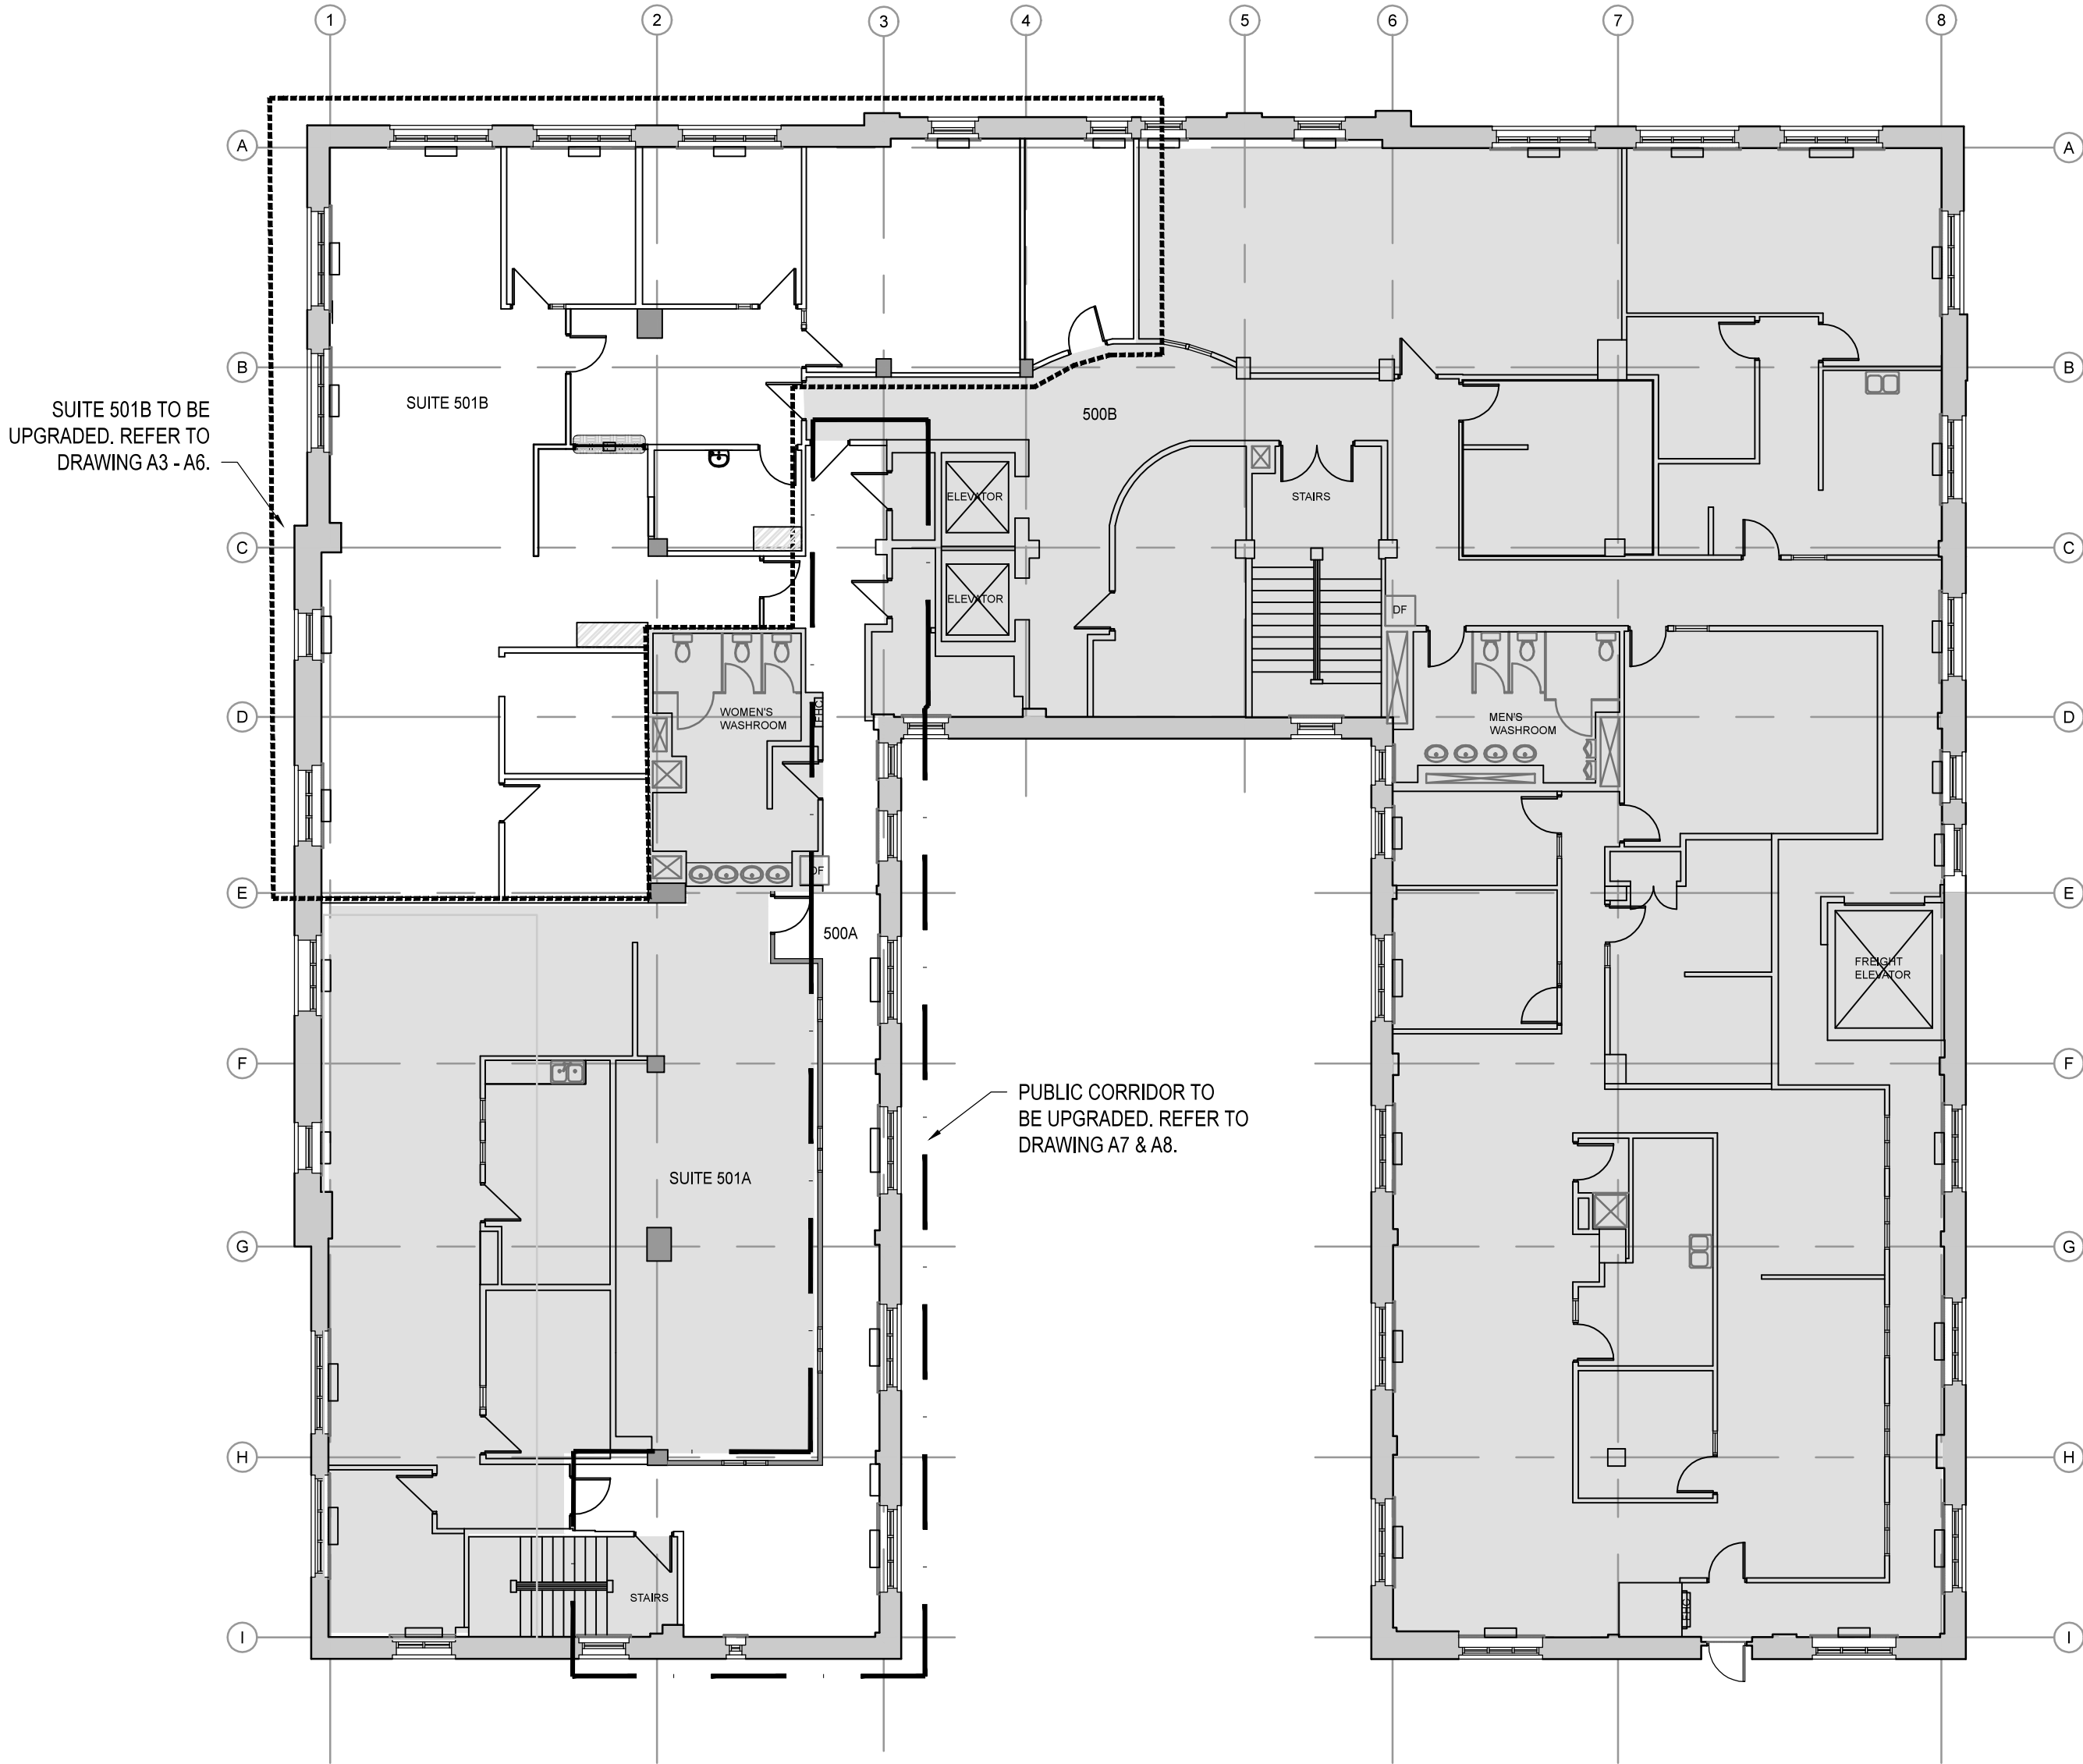 1 2 3 4 5 6 7 8
A A
B B
SUITE 501B
SUITE 501B TO BE
UPGRADED. REFER TO
DRAWING A3 - A6.
500B
ELEVATOR
STAIRS
C C
ELEVATOR
DF
D D
WOMEN'S
WASHROOM
FHC
MEN'S
WASHROOM
DF
E E
500A
FREIGHT
ELEVATOR
F F
PUBLIC CORRIDOR TO
BE UPGRADED. REFER TO
DRAWING A7 & A8.
SUITE 501A
G G
H H
STAIRS
FHC
I I